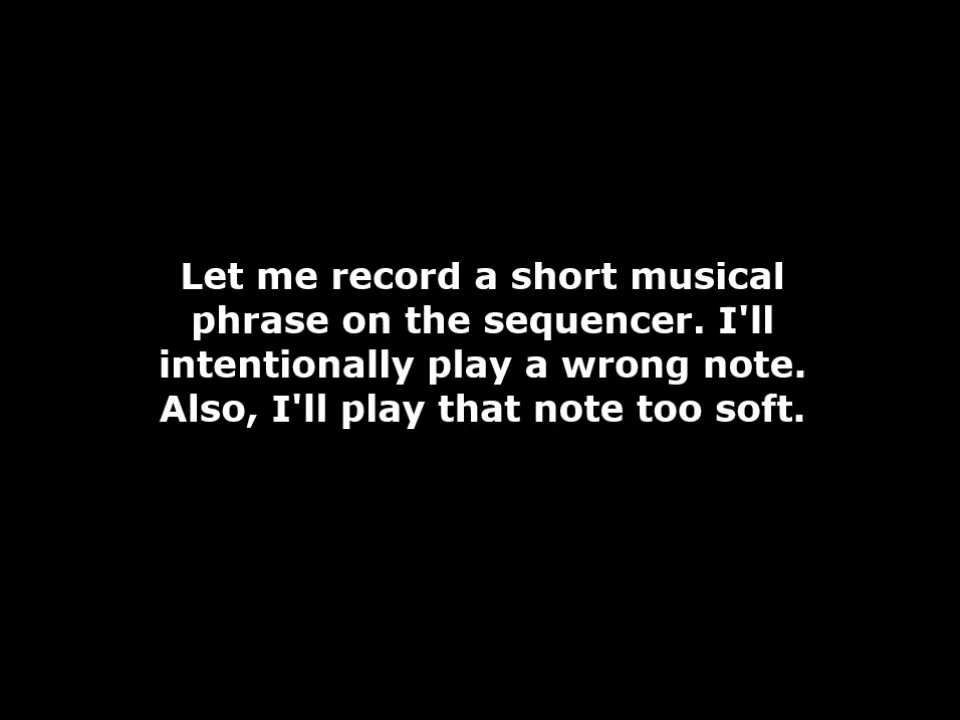 Let me record a short musical
phrase on the sequencer. I'll
intentionally play a wrong note.
Also, I'll play that note too soft.